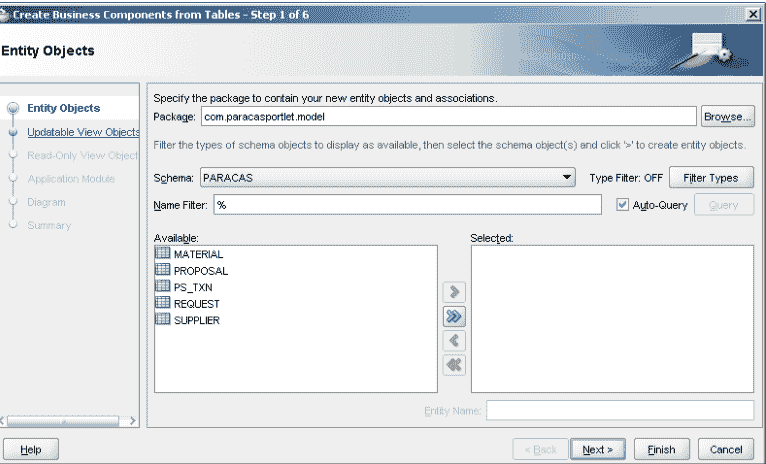 Create Business Components from Tables - Step 1 of 6
Entity Objects
Entity Objects
Updatable View Objects
Read-Only View Object
Application Module
Diagram
Summary
Specify the package to contain your new entity objects and associations.
Package: com.paracasportlet.model Browse...
Filter the types of schema objects to display as available, then select the schema object(s) and click '>' to create entity objects.
Schema: PARACAS Type Filter: OFF Filter Types
Name Filter: % Auto-Query Query
Available: Selected:
MATERIAL
PROPOSAL
PS_TXN
REQUEST
SUPPLIER
Entity Name:
Help < Back Next > Finish Cancel